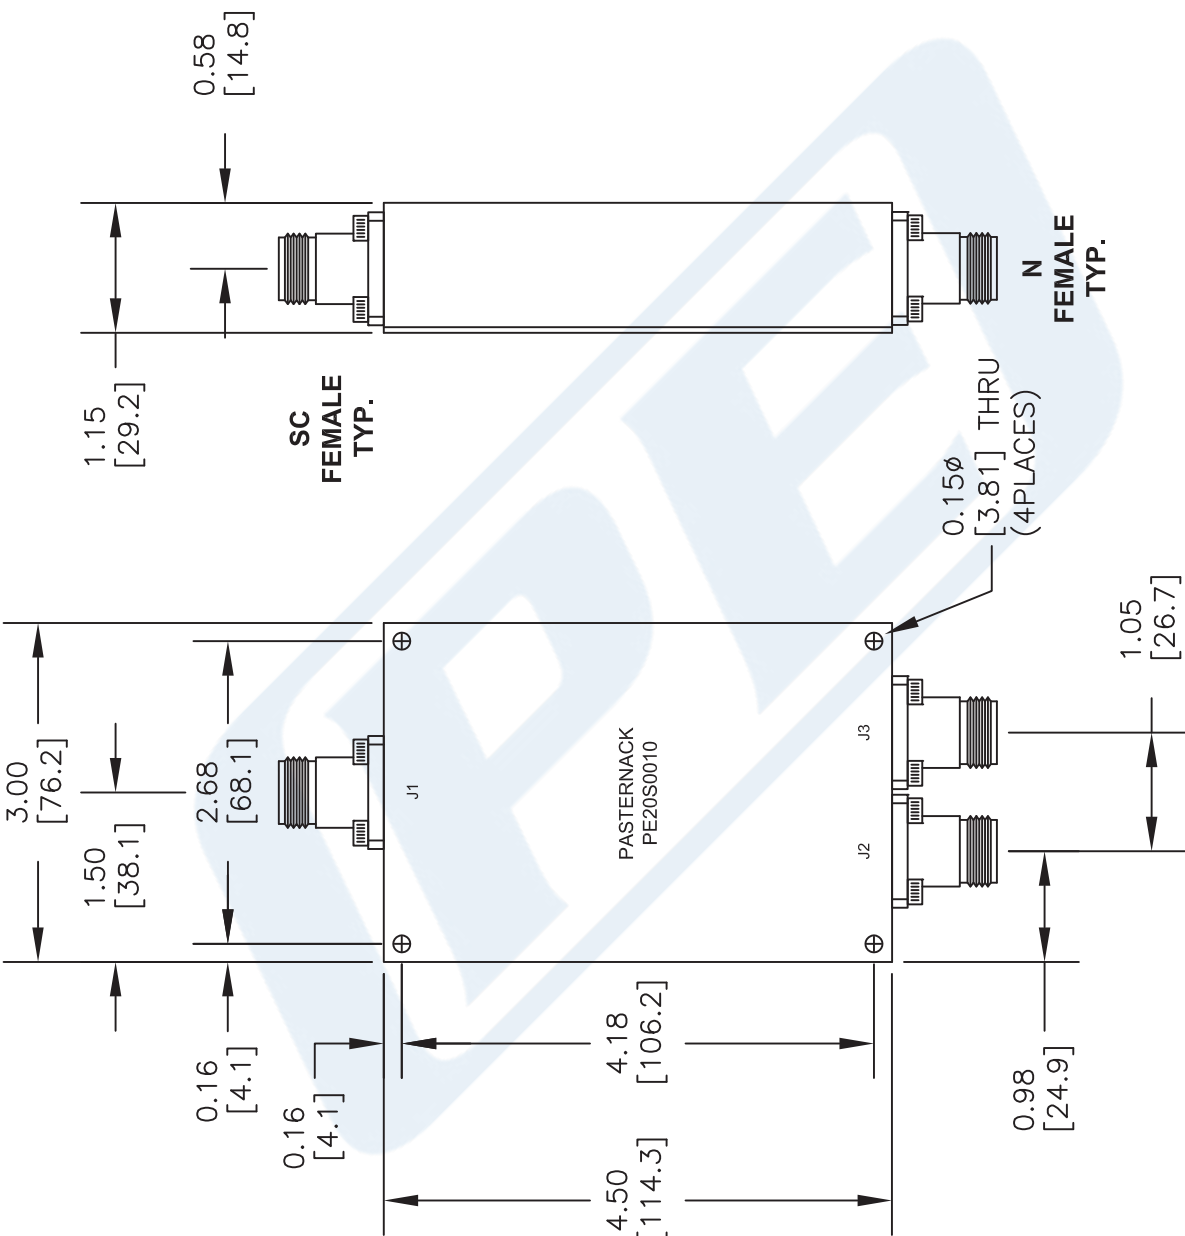 0.58
[14.8]
1.15
[29.2]
SC
FEMALE
TYP.
N
FEMALE
TYP.
0.15ø
[3.81] THRU
(4PLACES)
3.00
[76.2]
1.50
[38.1]
2.68
[68.1]
0.16
[4.1]
0.16
[4.1]
J1
PASTERNACK
PE20S0010
J3
J2
1.05
[26.7]
4.18
[106.2]
4.50
[114.3]
0.98
[24.9]
PE